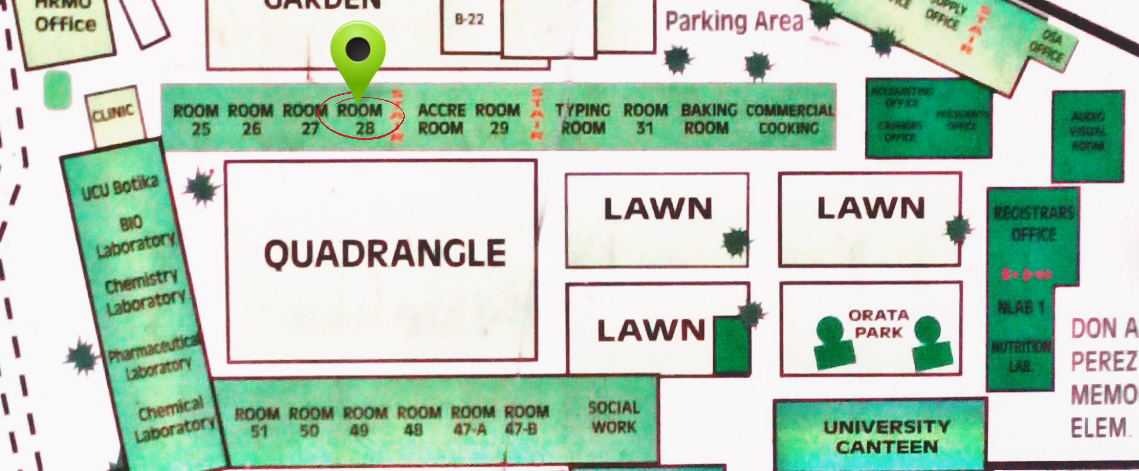 HRMO
Office
GARDEN
B-22
Parking Area
SUPPLY
OFFICE
STAIR
OSA
OFFICE
CLINIC
ROOM
25
ROOM
26
ROOM
27
ROOM
28
STAIR
ACCRE
ROOM
ROOM
29
STAIR
TYPING
ROOM
ROOM
31
BAKING
ROOM
COMMERCIAL
COOKING
ACCOUNTING
OFFICE
CASHIERS
OFFICE
PRESIDENTS
OFFICE
AUDIO
VISUAL
ROOM
UCU Botika
BIO
Laboratory
Chemistry
Laboratory
Pharmaceutical
Laboratory
Chemical
Laboratory
QUADRANGLE
LAWN
LAWN
LAWN
ORATA
PARK
REGISTRARS
OFFICE
NLAB 1
NUTRITION
LAB.
DON A
PEREZ
MEMO
ELEM.
ROOM
51
ROOM
50
ROOM
49
ROOM
48
ROOM
47-A
ROOM
47-B
SOCIAL
WORK
UNIVERSITY
CANTEEN